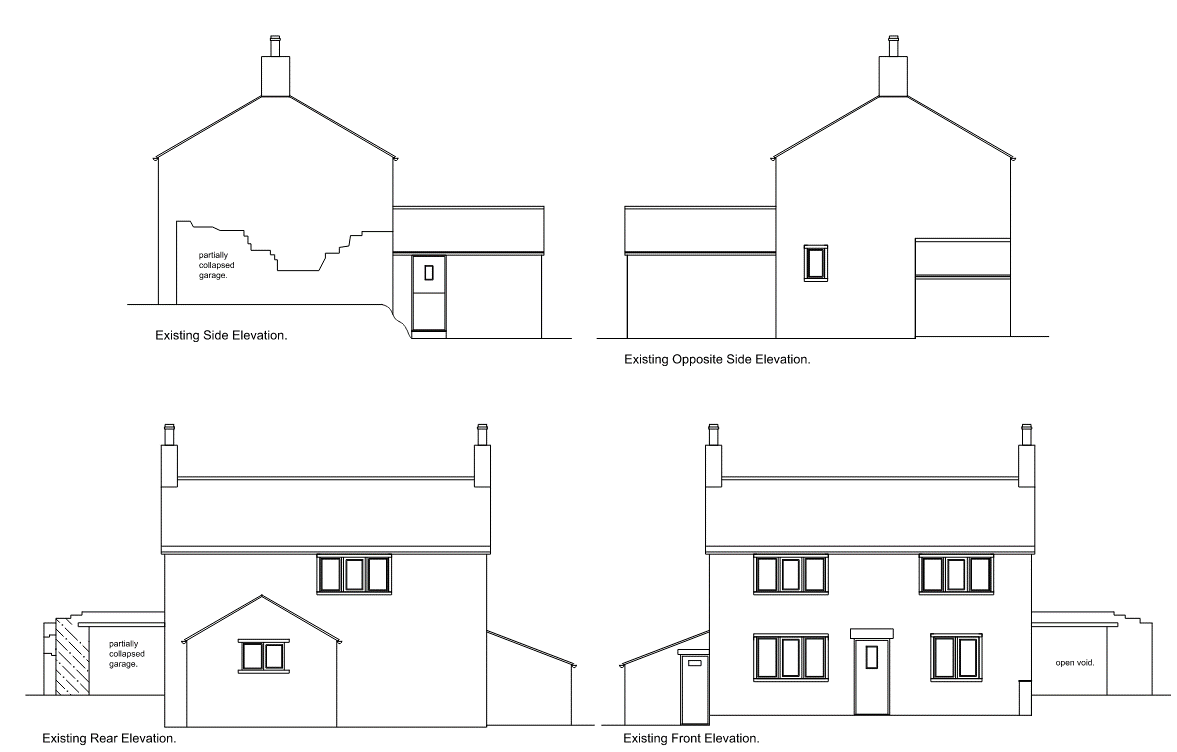 partially
collapsed
garage.
Existing Side Elevation.
Existing Opposite Side Elevation.
partially
collapsed
garage.
open void.
Existing Rear Elevation.
Existing Front Elevation.